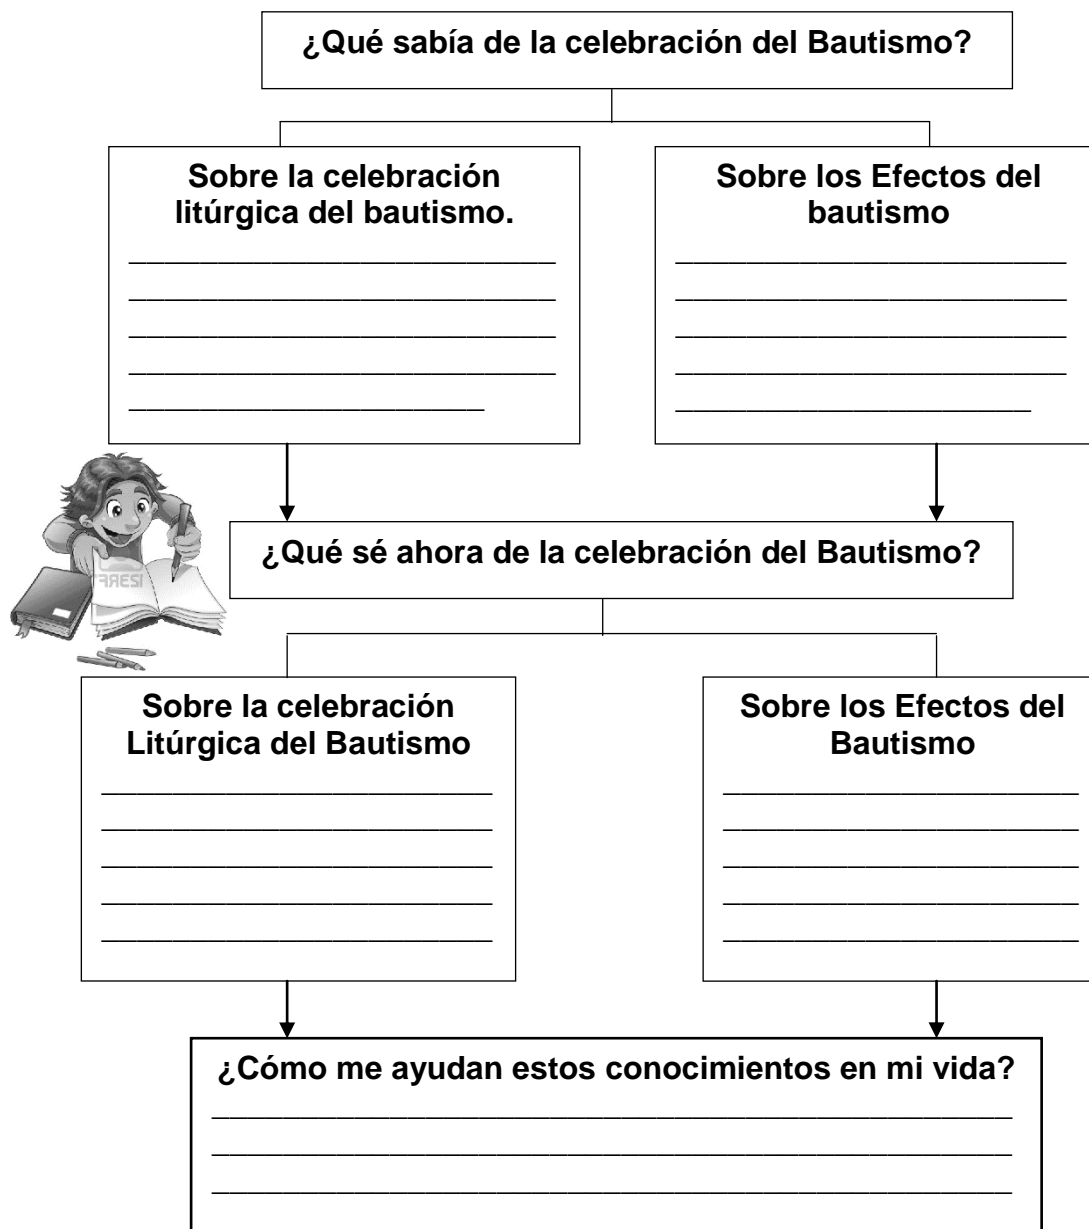 ¿Qué sabía de la celebración del Bautismo?
Sobre la celebración
litúrgica del bautismo.
Sobre los Efectos del
bautismo
¿Qué sé ahora de la celebración del Bautismo?
Sobre la celebración
Litúrgica del Bautismo
Sobre los Efectos del
Bautismo
¿Cómo me ayudan estos conocimientos en mi vida?